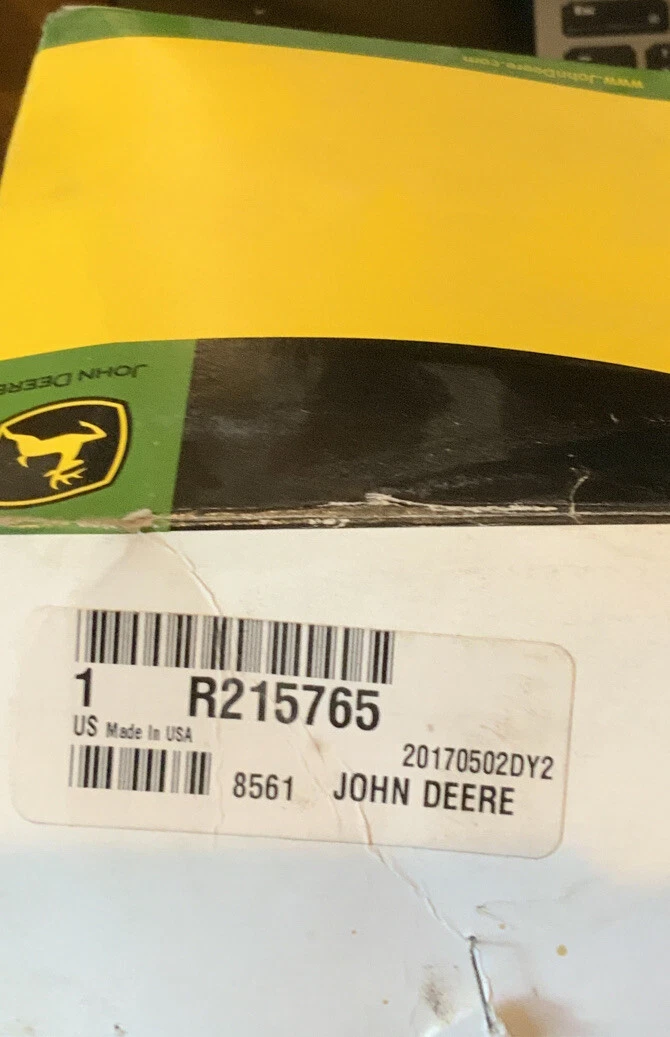 www.JohnDeere.com
JOHN DEERE
1 R215765
US Made In USA
20170502DY2
8561 JOHN DEERE